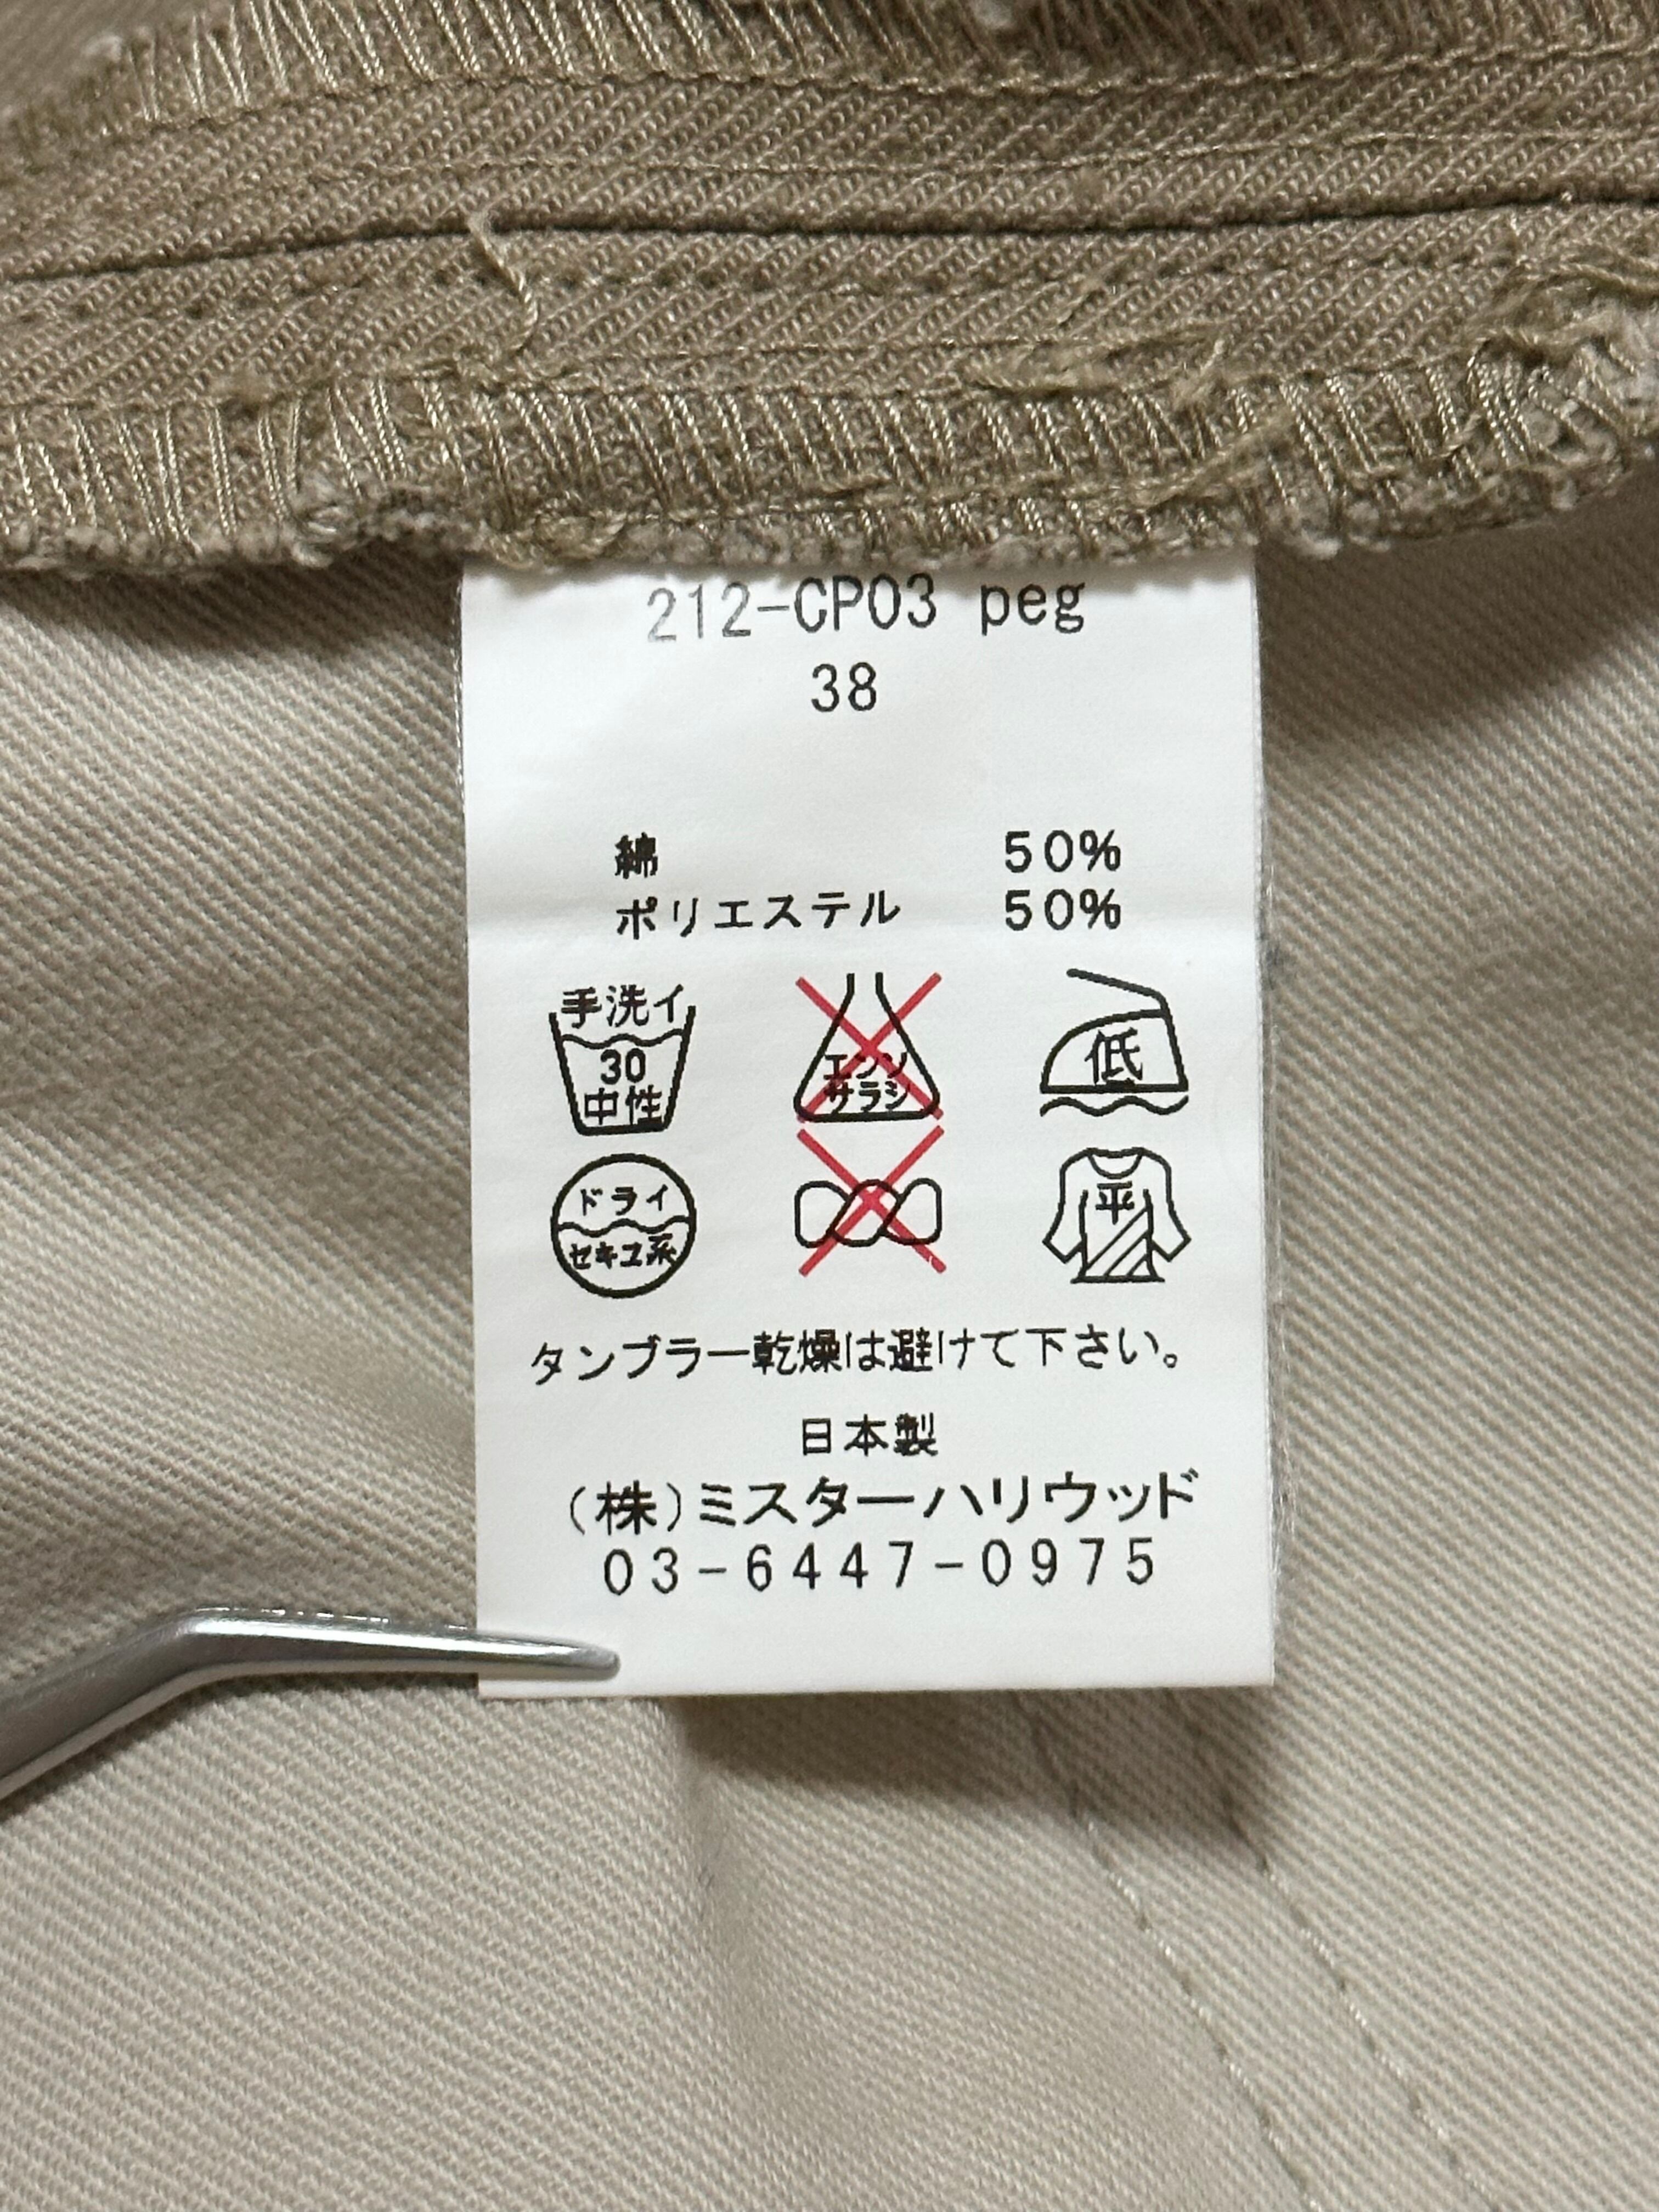 212-CP03 peg
38
綿 50%
ポリエステル 50%
手洗イ
30
中性
エンソ
サラシ
低
ドライ
セキユ系
平
タンブラー乾燥は避けて下さい。
日本製
(株)ミスターハリウッド
03-6447-0975